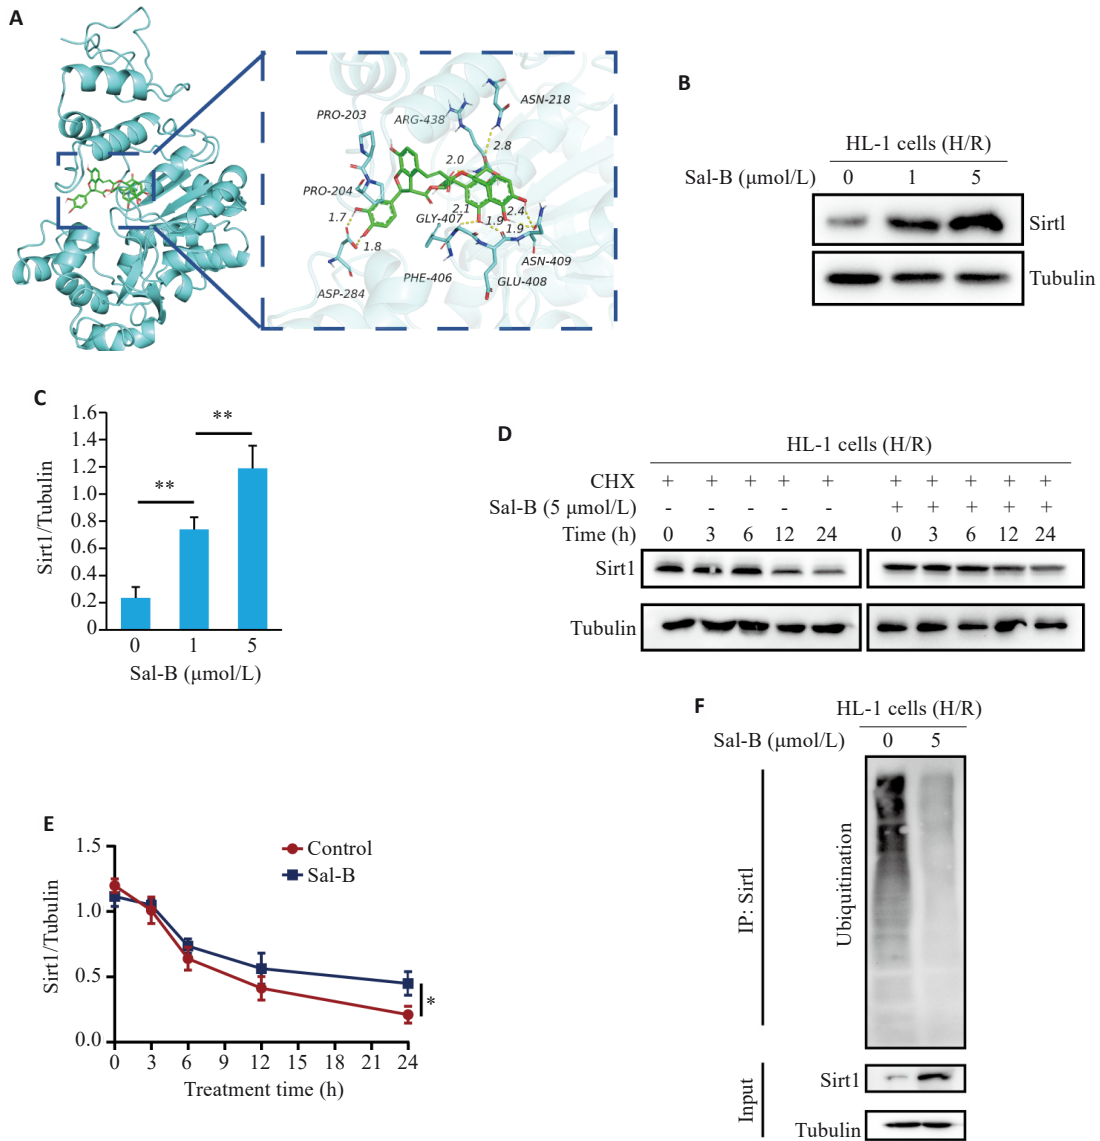 A
PRO-203
ARG-438
ASN-218
2.8
2.0
PRO-204
1.7
1.8
GLY-407
2.1
1.9
2.4
1.9
ASP-284
PHE-406
ASN-409
GLU-408
B
HL-1 cells (H/R)
Sal-B (μmol/L) 0 1 5
Sirtl
Tubulin
C
Sirt1/Tubulin
1.6
1.4
1.2
1.0
0.8
0.6
0.4
0.2
0
**
**
0 1 5
Sal-B (μmol/L)
D
HL-1 cells (H/R)
CHX + + + + + + + + + +
Sal-B (5 μmol/L) - - - - - + + + + +
Time (h) 0 3 6 12 24 0 3 6 12 24
Sirt1
Tubulin
E
Sirt1/Tubulin
1.5
1.0
0.5
0.0
Control
Sal-B
*
0 3 6 9 12 15 18 21 24
Treatment time (h)
F
HL-1 cells (H/R)
Sal-B (μmol/L) 0 5
IP: Sirtl
Ubiquitination
Input
Sirt1
Tubulin